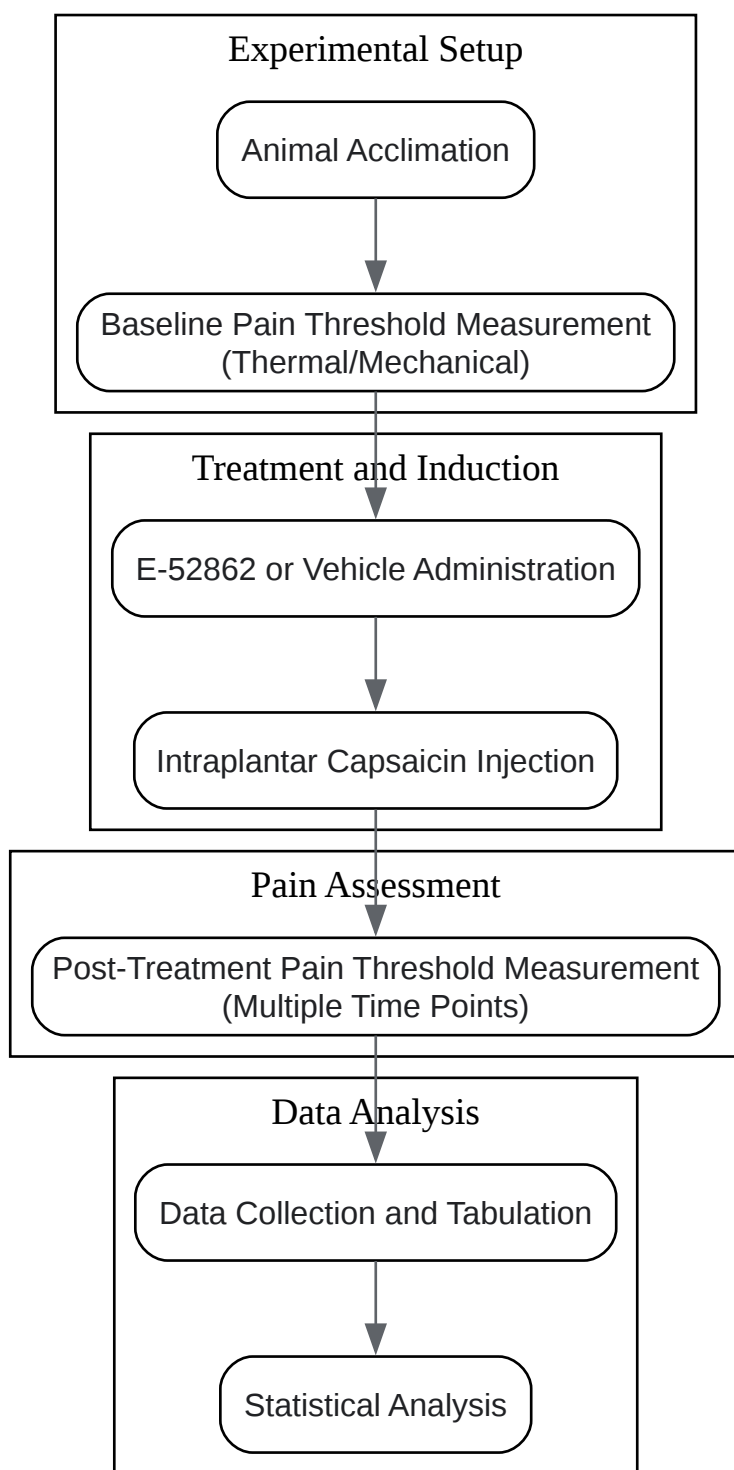 Experimental Setup
Animal Acclimation
Baseline Pain Threshold Measurement
(Thermal/Mechanical)
Treatment and Induction
E-52862 or Vehicle Administration
Intraplantar Capsaicin Injection
Pain Assessment
Post-Treatment Pain Threshold Measurement
(Multiple Time Points)
Data Analysis
Data Collection and Tabulation
Statistical Analysis